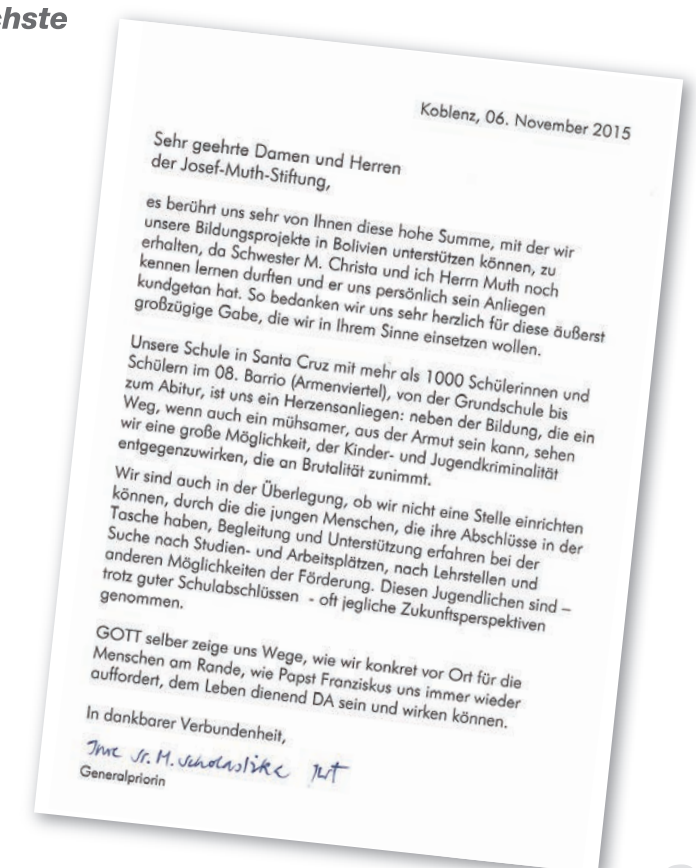 chste
Koblenz, 06. November 2015
Sehr geehrte Damen und Herren
der Josef-Muth-Stiftung,
es berührt uns sehr von Ihnen diese hohe Summe, mit der wir
unsere Bildungsprojekte in Bolivien unterstützen können, zu
erhalten, da Schwester M. Christa und ich Herrn Muth noch
kennen lernen durften und er uns persönlich sein Anliegen
kundgetan hat. So bedanken wir uns sehr herzlich für diese äußerst
großzügige Gabe, die wir in Ihrem Sinne einsetzen wollen.
Unsere Schule in Santa Cruz mit mehr als 1000 Schülerinnen und
Schülern im 08. Barrio (Armenviertel), von der Grundschule bis
zum Abitur, ist uns ein Herzensanliegen: neben der Bildung, die ein
Weg, wenn auch ein mühsamer, aus der Armut sein kann, sehen
wir eine große Möglichkeit, der Kinder- und Jugendkriminalität
entgegenzuwirken, die an Brutalität zunimmt.
Wir sind auch in der Überlegung, ob wir nicht eine Stelle einrichten
können, durch die die jungen Menschen, die ihre Abschlüsse in der
Tasche haben, Begleitung und Unterstützung erfahren bei der
Suche nach Studien- und Arbeitsplätzen, nach Lehrstellen und
anderen Möglichkeiten der Förderung. Diesen Jugendlichen sind –
trotz guter Schulabschlüssen - oft jegliche Zukunftsperspektiven
genommen.
GOTT selber zeige uns Wege, wie wir konkret vor Ort für die
Menschen am Rande, wie Papst Franziskus uns immer wieder
auffordert, dem Leben dienend DA sein und wirken können.
In dankbarer Verbundenheit,
Ihre Sr. M. Scholastika
Generalpriorin